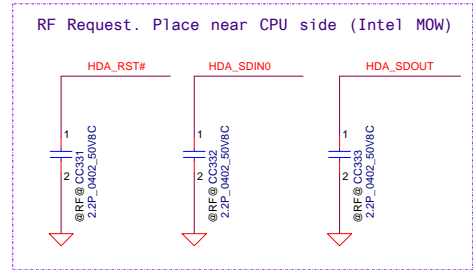 RF Request. Place near CPU side (Intel MOW)
HDA_RST#
HDA_SDIN0
HDA_SDOUT
1
2
@RF@ CC331
2.2P_0402_50V8C
1
2
@RF@ CC332
2.2P_0402_50V8C
1
2
@RF@ CC333
2.2P_0402_50V8C